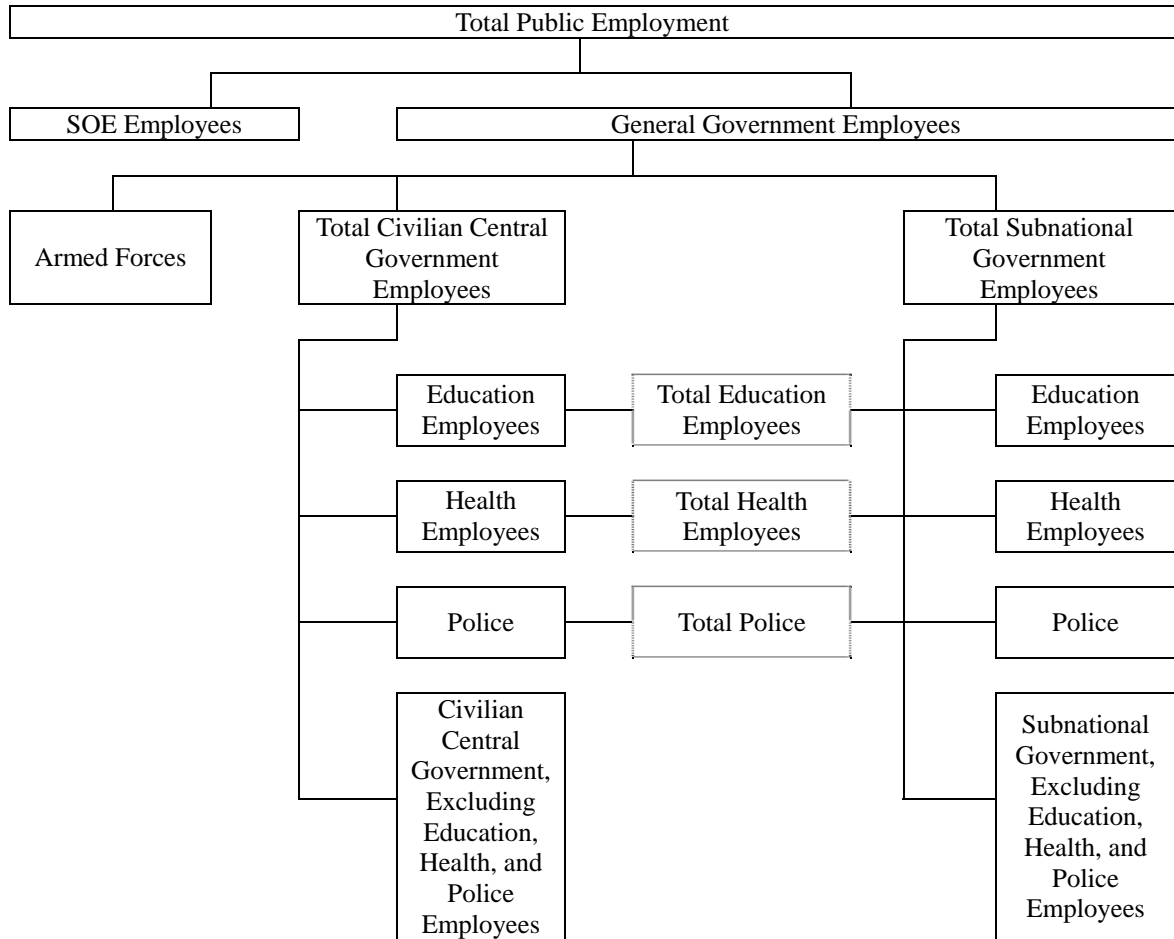 Total Public Employment
SOE Employees
General Government Employees
Armed Forces
Total Civilian Central
Government
Employees
Total Subnational
Government
Employees
Education
Employees
Total Education
Employees
Education
Employees
Health
Employees
Total Health
Employees
Health
Employees
Police
Total Police
Police
Civilian
Central
Government,
Excluding
Education,
Health, and
Police
Employees
Subnational
Government,
Excluding
Education,
Health, and
Police
Employees